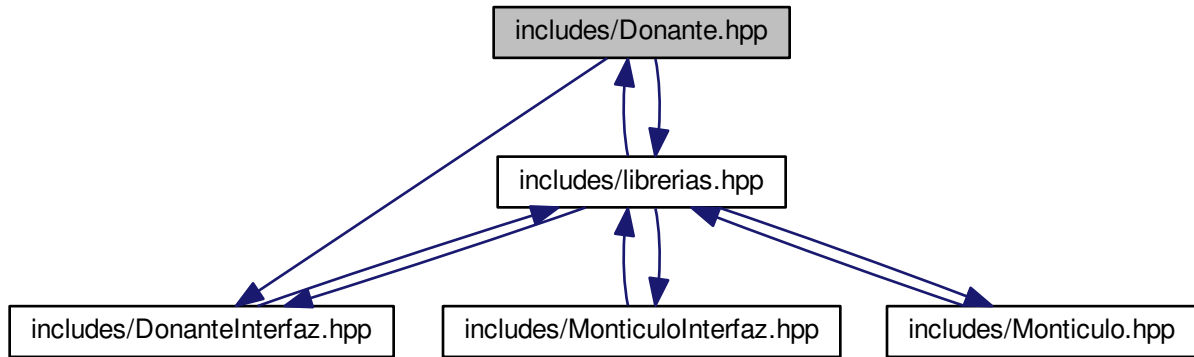 includes/Donante.hpp
includes/librerias.hpp
includes/DonanteInterfaz.hpp
includes/MonticuloInterfaz.hpp
includes/Monticulo.hpp